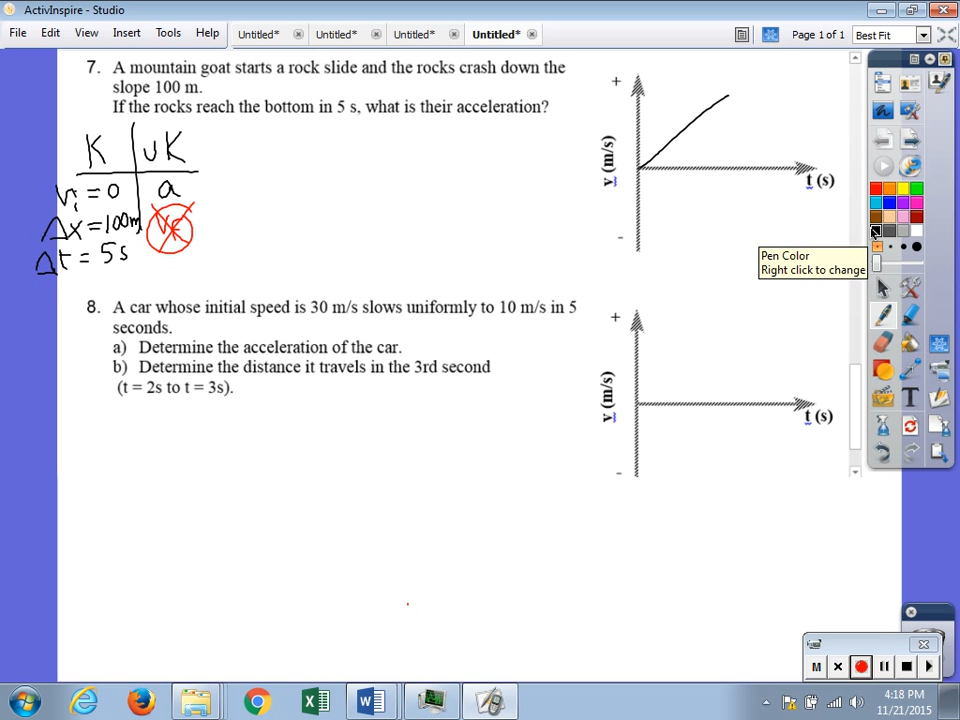 ActivInspire - Studio
File Edit View Insert Tools Help Untitled* Untitled* Untitled* Untitled* Page 1 of 1 Best Fit
7. A mountain goat starts a rock slide and the rocks crash down the
slope 100 m.
If the rocks reach the bottom in 5 s, what is their acceleration?
K UK
Vi = 0 a
Δx = 100m Vf
Δt = 5s
+
v (m/s)
t (s)
-
Pen Color
Right click to change
8. A car whose initial speed is 30 m/s slows uniformly to 10 m/s in 5
seconds.
a) Determine the acceleration of the car.
b) Determine the distance it travels in the 3rd second
(t = 2s to t = 3s).
+
v (m/s)
t (s)
-
T
M
4:18 PM
11/21/2015